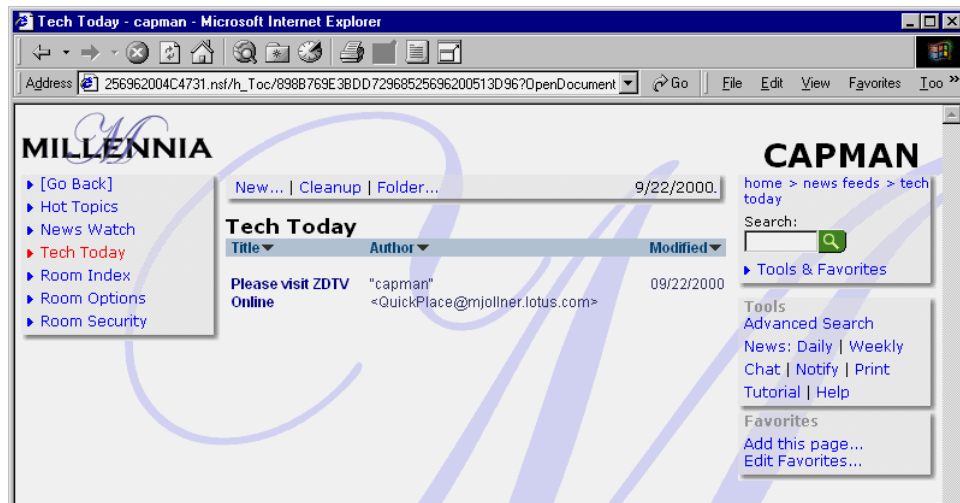 Tech Today - capman - Microsoft Internet Explorer
Address 256962004C4731.nsf/h_Toc/898B769E3BDD72968525696200513D96?OpenDocument Go File Edit View Favorites Too »
M
MILLENNIA
CAPMAN
[Go Back]
Hot Topics
News Watch
Tech Today
Room Index
Room Options
Room Security
New... | Cleanup | Folder... 9/22/2000.
Tech Today
Title Author Modified
Please visit ZDTV "capman" 09/22/2000
Online <QuickPlace@mjollner.lotus.com>
home > news feeds > tech
today
Search:
Tools & Favorites
Tools
Advanced Search
News: Daily | Weekly
Chat | Notify | Print
Tutorial | Help
Favorites
Add this page...
Edit Favorites...